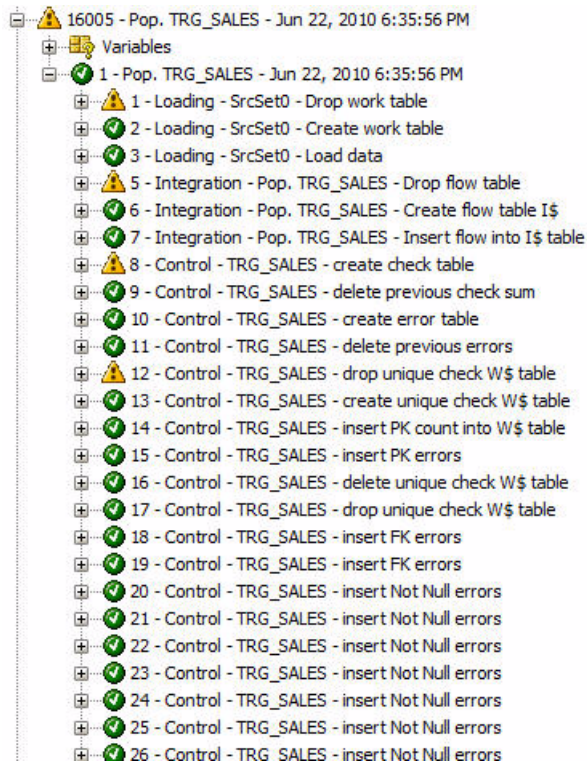 16005 - Pop. TRG_SALES - Jun 22, 2010 6:35:56 PM
Variables
1 - Pop. TRG_SALES - Jun 22, 2010 6:35:56 PM
1 - Loading - SrcSet0 - Drop work table
2 - Loading - SrcSet0 - Create work table
3 - Loading - SrcSet0 - Load data
5 - Integration - Pop. TRG_SALES - Drop flow table
6 - Integration - Pop. TRG_SALES - Create flow table I$
7 - Integration - Pop. TRG_SALES - Insert flow into I$ table
8 - Control - TRG_SALES - create check table
9 - Control - TRG_SALES - delete previous check sum
10 - Control - TRG_SALES - create error table
11 - Control - TRG_SALES - delete previous errors
12 - Control - TRG_SALES - drop unique check W$ table
13 - Control - TRG_SALES - create unique check W$ table
14 - Control - TRG_SALES - insert PK count into W$ table
15 - Control - TRG_SALES - insert PK errors
16 - Control - TRG_SALES - delete unique check W$ table
17 - Control - TRG_SALES - drop unique check W$ table
18 - Control - TRG_SALES - insert FK errors
19 - Control - TRG_SALES - insert FK errors
20 - Control - TRG_SALES - insert Not Null errors
21 - Control - TRG_SALES - insert Not Null errors
22 - Control - TRG_SALES - insert Not Null errors
23 - Control - TRG_SALES - insert Not Null errors
24 - Control - TRG_SALES - insert Not Null errors
25 - Control - TRG_SALES - insert Not Null errors
26 - Control - TRG_SALES - insert Not Null errors